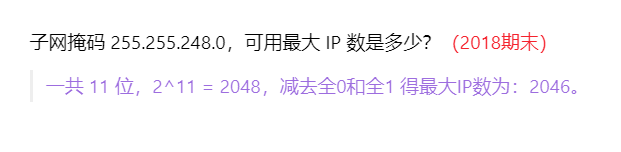 子网掩码 255.255.248.0，可用最大 IP 数是多少？（2018期末）
一共 11 位，2^11 = 2048，减去全0和全1 得最大IP数为：2046。